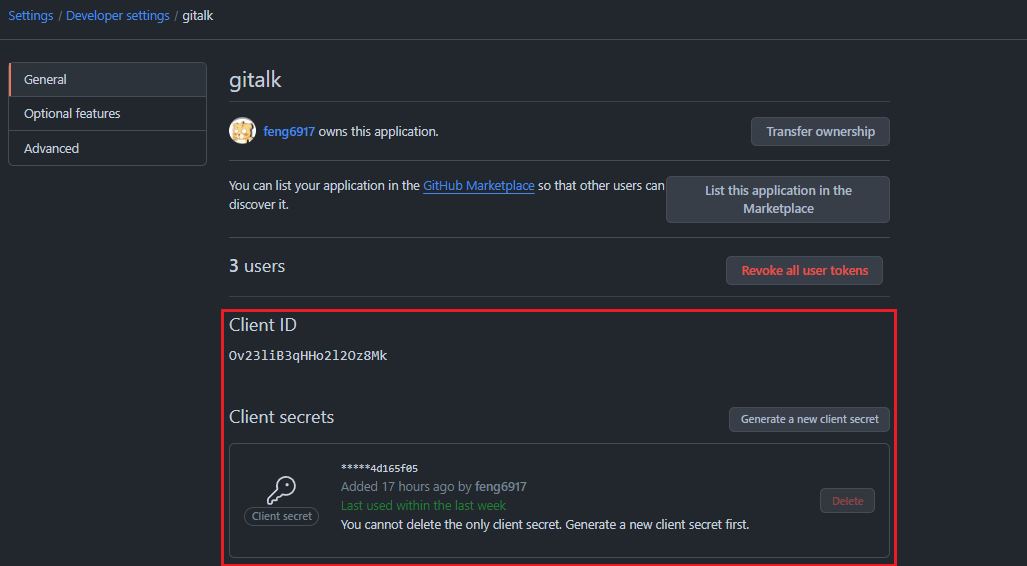 Settings / Developer settings / gitalk
General
Optional features
Advanced
gitalk
feng6917 owns this application.
Transfer ownership
You can list your application in the GitHub Marketplace so that other users can
discover it.
List this application in the
Marketplace
3 users
Revoke all user tokens
Client ID
Ov23liB3qHHo2l2Oz8Mk
Client secrets
Generate a new client secret
*****4d165f05
Added 17 hours ago by feng6917
Last used within the last week
You cannot delete the only client secret. Generate a new client secret first.
Client secret
Delete